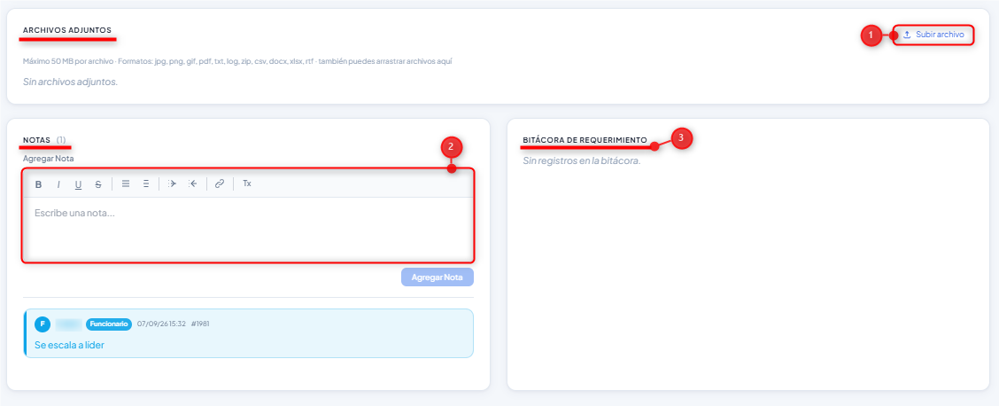 ARCHIVOS ADJUNTOS
1
Subir archivo
Máximo 50 MB por archivo · Formatos: jpg, png, gif, pdf, txt, log, zip, csv, docx, xlsx, rtf · también puedes arrastrar archivos aquí
Sin archivos adjuntos.
NOTAS (1)
2
Agregar Nota
B I U S Tx
Escribe una nota...
Agregar Nota
F Funcionario 07/09/26 15:32 #1981
Se escala a líder
BITÁCORA DE REQUERIMIENTO
3
Sin registros en la bitácora.